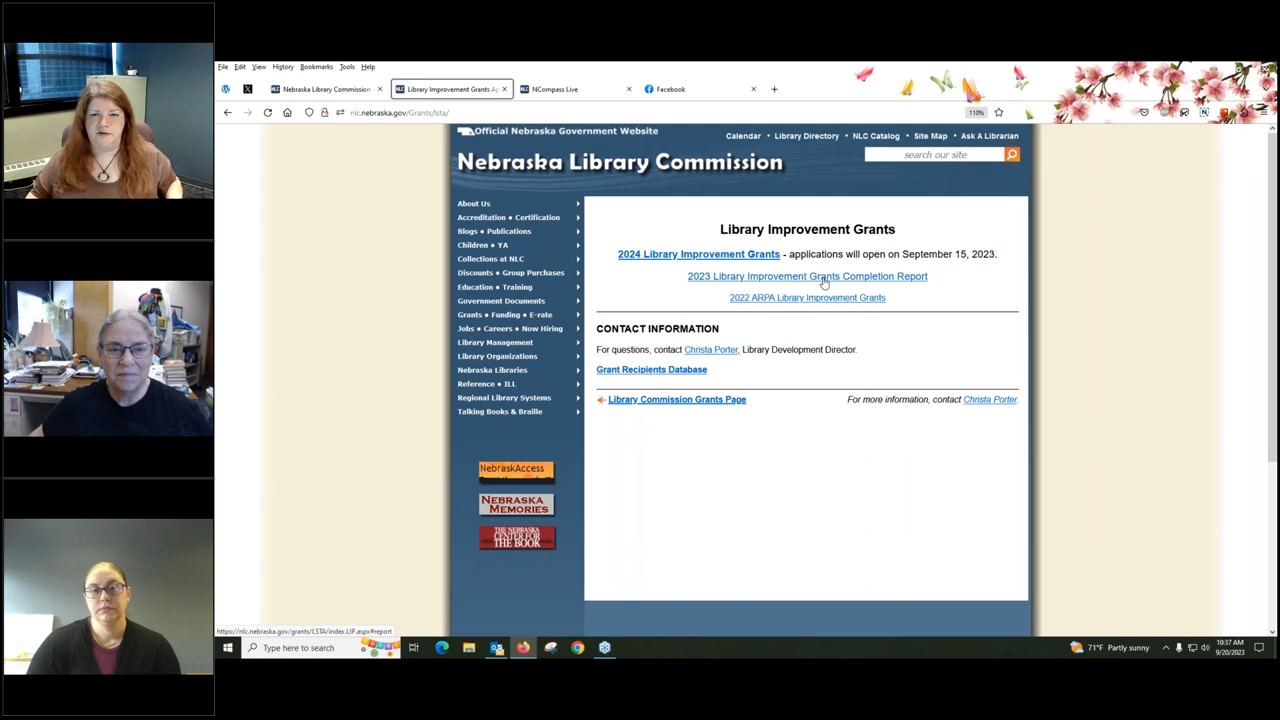 File Edit View History Bookmarks Tools Help
Nebraska Library Commission - Library Improvement Grants Ap NCompass Live Facebook
nlc.nebraska.gov/Grants/lsta/ 110%
Official Nebraska Government Website
Calendar • Library Directory • NLC Catalog • Site Map • Ask A Librarian
Nebraska Library Commission
search our site
About Us
Accreditation • Certification
Blogs • Publications
Children • YA
Collections at NLC
Discounts • Group Purchases
Education • Training
Government Documents
Grants • Funding • E-rate
Jobs • Careers • Now Hiring
Library Management
Library Organizations
Nebraska Libraries
Reference • ILL
Regional Library Systems
Talking Books & Braille
NebraskAccess
NEBRASKA
MEMORIES
THE NEBRASKA
CENTER FOR
THE BOOK
Library Improvement Grants
2024 Library Improvement Grants - applications will open on September 15, 2023.
2023 Library Improvement Grants Completion Report
2022 ARPA Library Improvement Grants
CONTACT INFORMATION
For questions, contact Christa Porter, Library Development Director.
Grant Recipients Database
Library Commission Grants Page
For more information, contact Christa Porter.
https://nlc.nebraska.gov/grants/LSTA/index.LIP.aspx#report
Type here to search
71°F Partly sunny
10:37 AM
9/20/2023